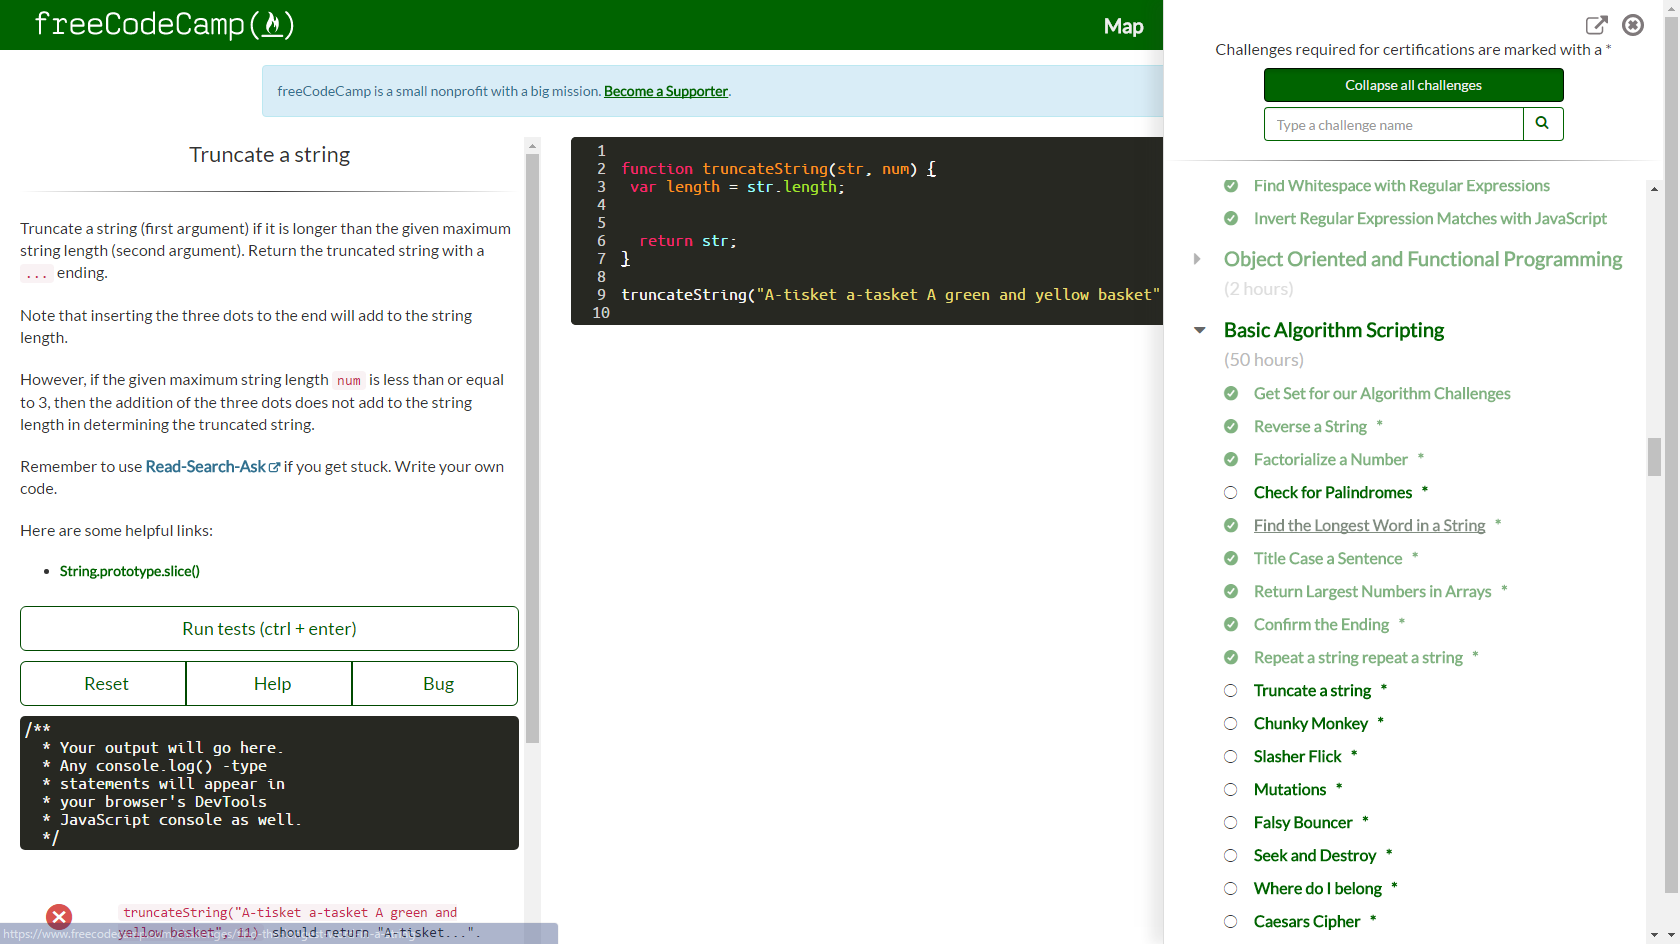 freeCodeCamp
Map
freeCodeCamp is a small nonprofit with a big mission. Become a Supporter.
Truncate a string
Truncate a string (first argument) if it is longer than the given maximum
string length (second argument). Return the truncated string with a
... ending.
Note that inserting the three dots to the end will add to the string
length.
However, if the given maximum string length num is less than or equal
to 3, then the addition of the three dots does not add to the string
length in determining the truncated string.
Remember to use Read-Search-Ask if you get stuck. Write your own
code.
Here are some helpful links:
• String.prototype.slice()
Run tests (ctrl + enter)
Reset
Help
Bug
/**
* Your output will go here.
* Any console.log() -type
* statements will appear in
* your browser's DevTools
* JavaScript console as well.
*/
truncateString("A-tisket a-tasket A green and
yellow basket", 11) should return "A-tisket...".
1
2 function truncateString(str, num) {
3 var length = str.length;
4
5
6 return str;
7 }
8
9 truncateString("A-tisket a-tasket A green and yellow basket"
10
Challenges required for certifications are marked with a *
Collapse all challenges
Type a challenge name
Find Whitespace with Regular Expressions
Invert Regular Expression Matches with JavaScript
Object Oriented and Functional Programming
(2 hours)
Basic Algorithm Scripting
(50 hours)
Get Set for our Algorithm Challenges
Reverse a String *
Factorialize a Number *
Check for Palindromes *
Find the Longest Word in a String *
Title Case a Sentence *
Return Largest Numbers in Arrays *
Confirm the Ending *
Repeat a string repeat a string *
Truncate a string *
Chunky Monkey *
Slasher Flick *
Mutations *
Falsy Bouncer *
Seek and Destroy *
Where do I belong *
Caesars Cipher *